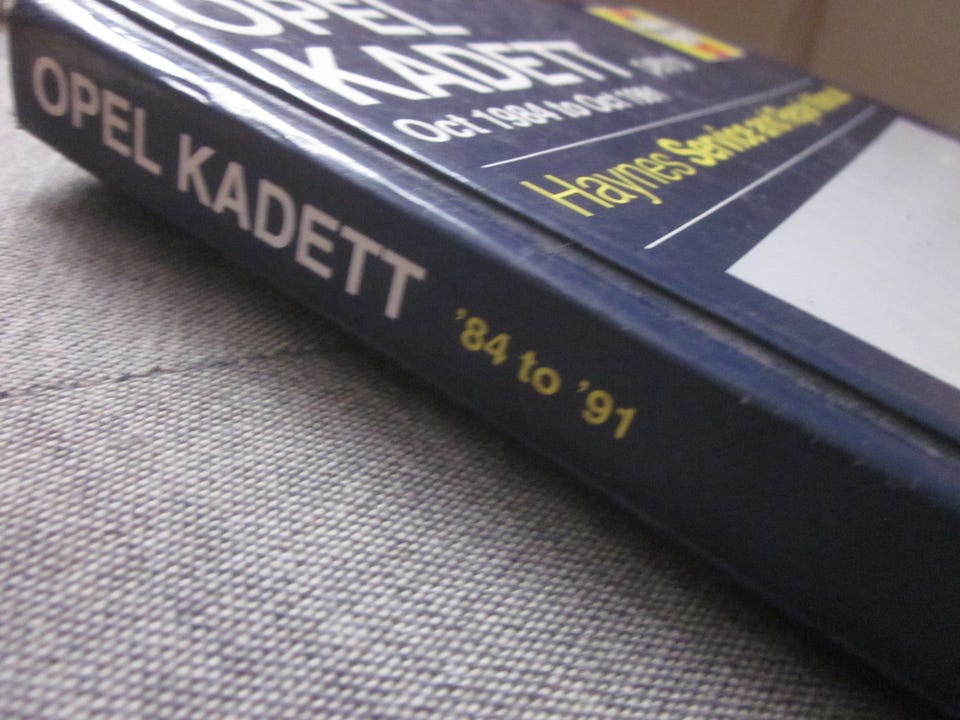 OPEL
KADETT
Oct 1984 to Oct 1991
Haynes Service and Repair Manual
OPEL KADETT '84 to '91